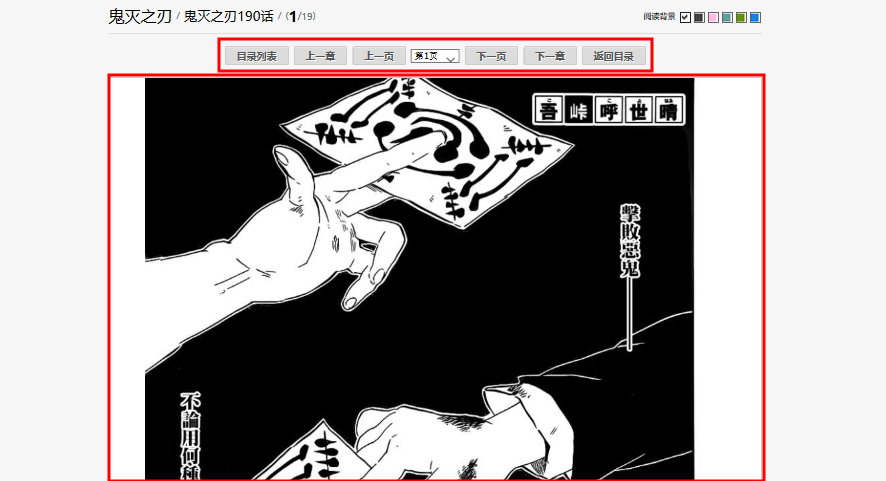 鬼灭之刃 / 鬼灭之刃190话 / (1/19)
阅读背景
目录列表 上一章 上一页 第1页 下一页 下一章 返回目录
吾峠呼世晴
擊敗惡鬼——
不論用何種